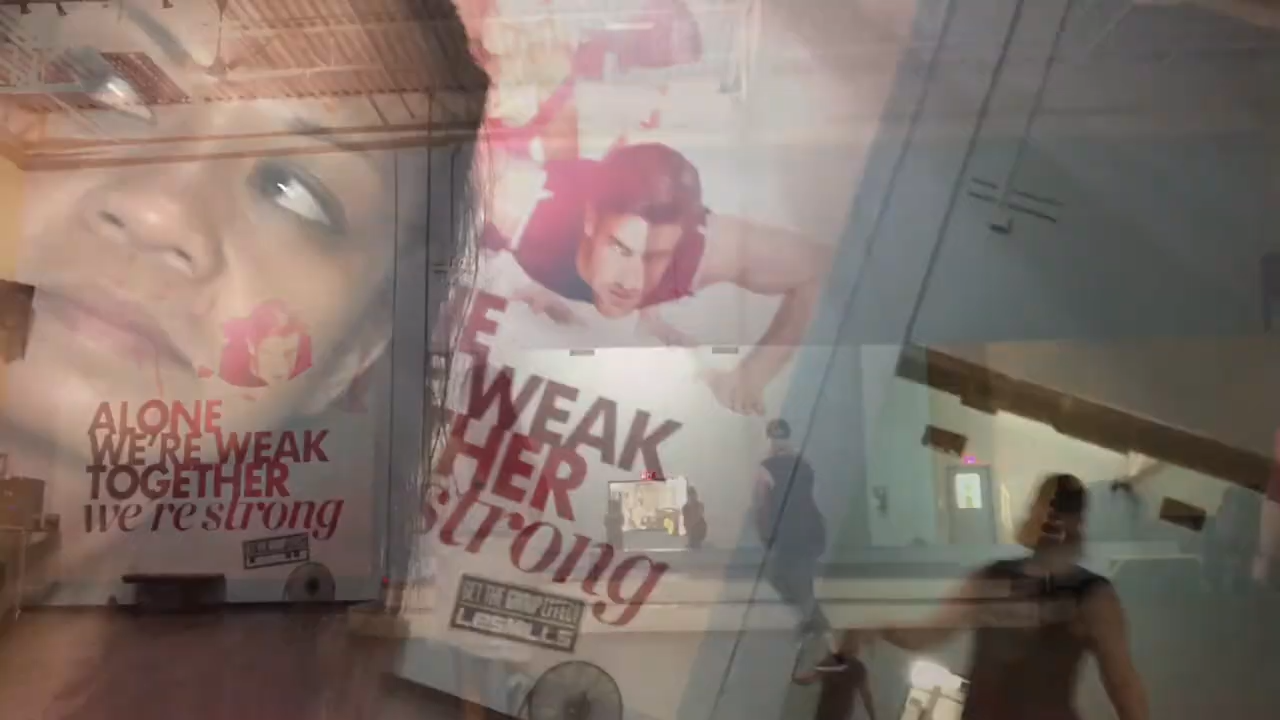 ALONE
WE'RE WEAK
TOGETHER
we're strong
E
WEAK
HER
strong
GET THE GROUP EFFECT
LesMILLS